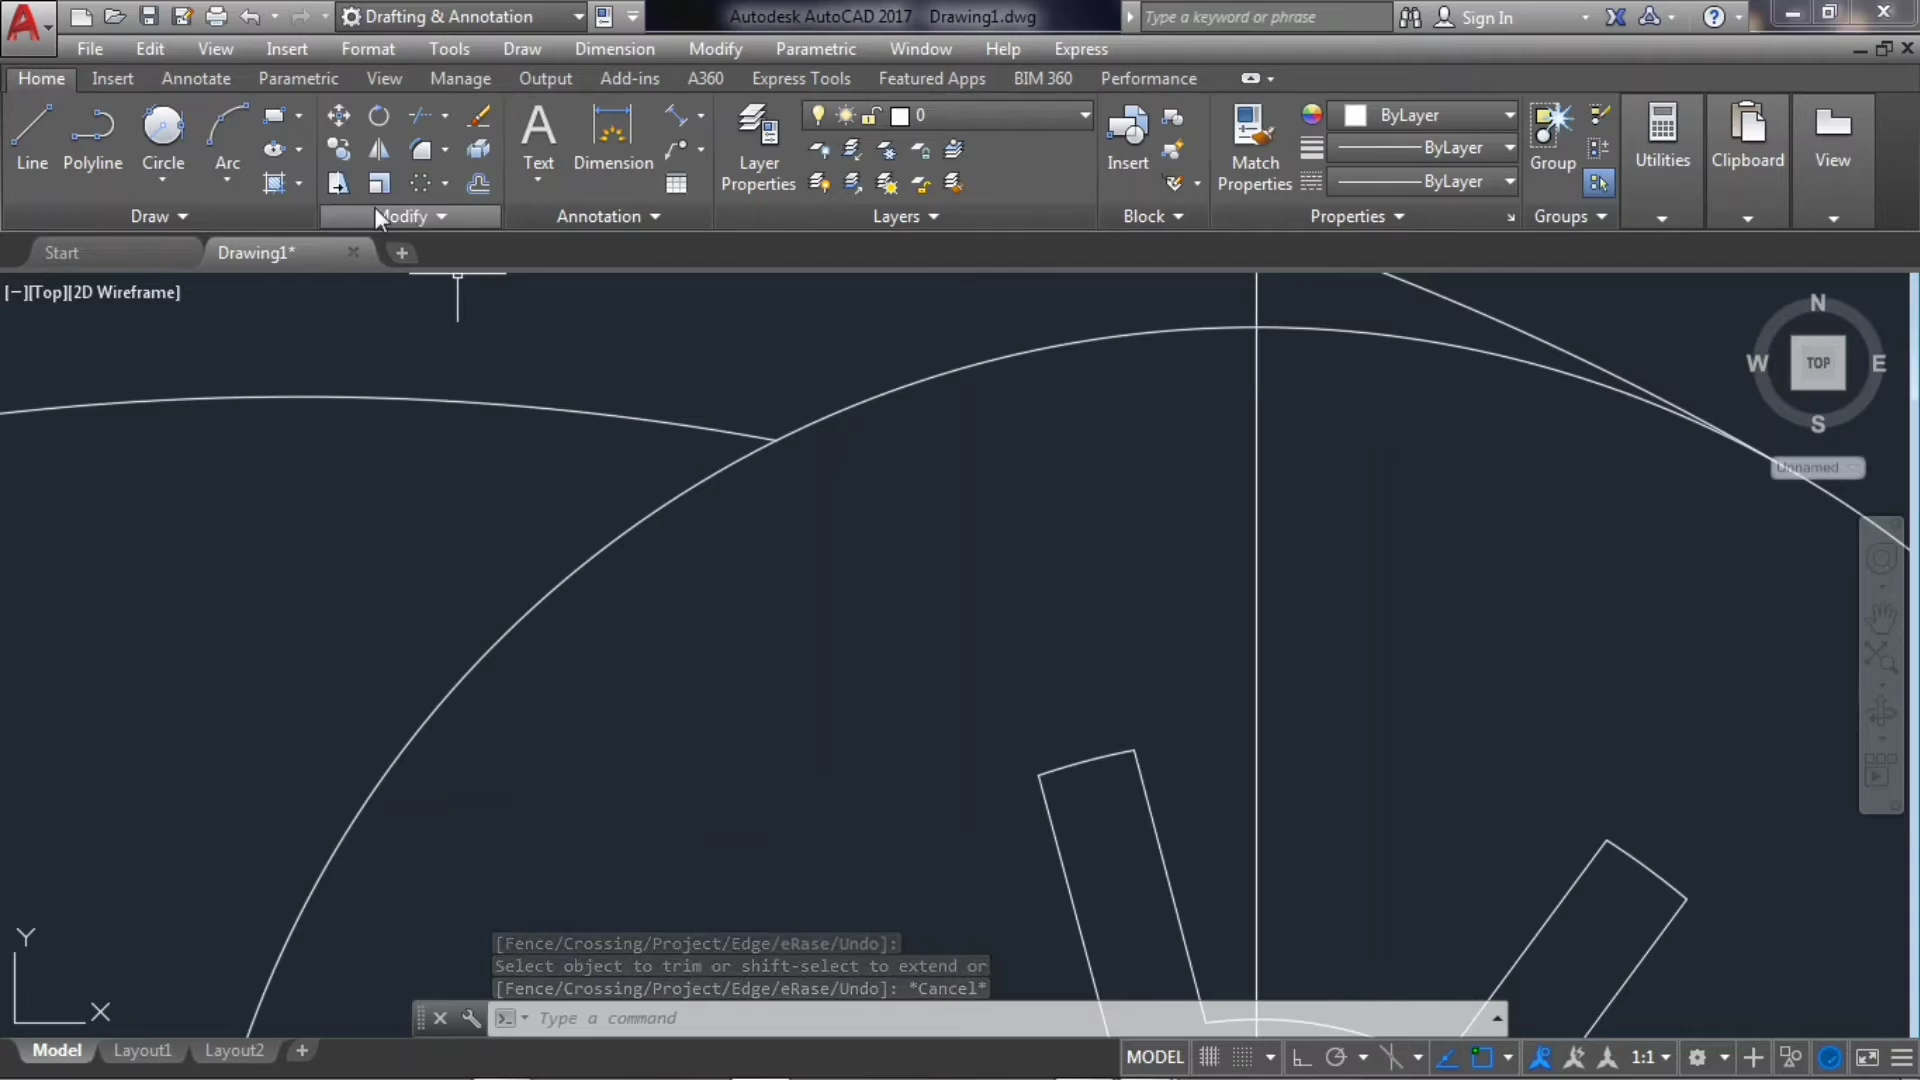 Drafting & Annotation
Autodesk AutoCAD 2017 Drawing1.dwg
Type a keyword or phrase
Sign In
File Edit View Insert Format Tools Draw Dimension Modify Parametric Window Help Express
Home Insert Annotate Parametric View Manage Output Add-ins A360 Express Tools Featured Apps BIM 360 Performance
Line Polyline Circle Arc
Text Dimension
Layer Properties
0
Insert
Match Properties
ByLayer
ByLayer
ByLayer
Group
Utilities
Clipboard
View
Draw Modify Annotation Layers Block Properties Groups
Start Drawing1*
[−][Top][2D Wireframe]
N
W TOP E
S
Unnamed
Y
X
[Fence/Crossing/Project/Edge/eRase/Undo]:
Select object to trim or shift-select to extend or
[Fence/Crossing/Project/Edge/eRase/Undo]: *Cancel*
Type a command
Model Layout1 Layout2
MODEL 1:1